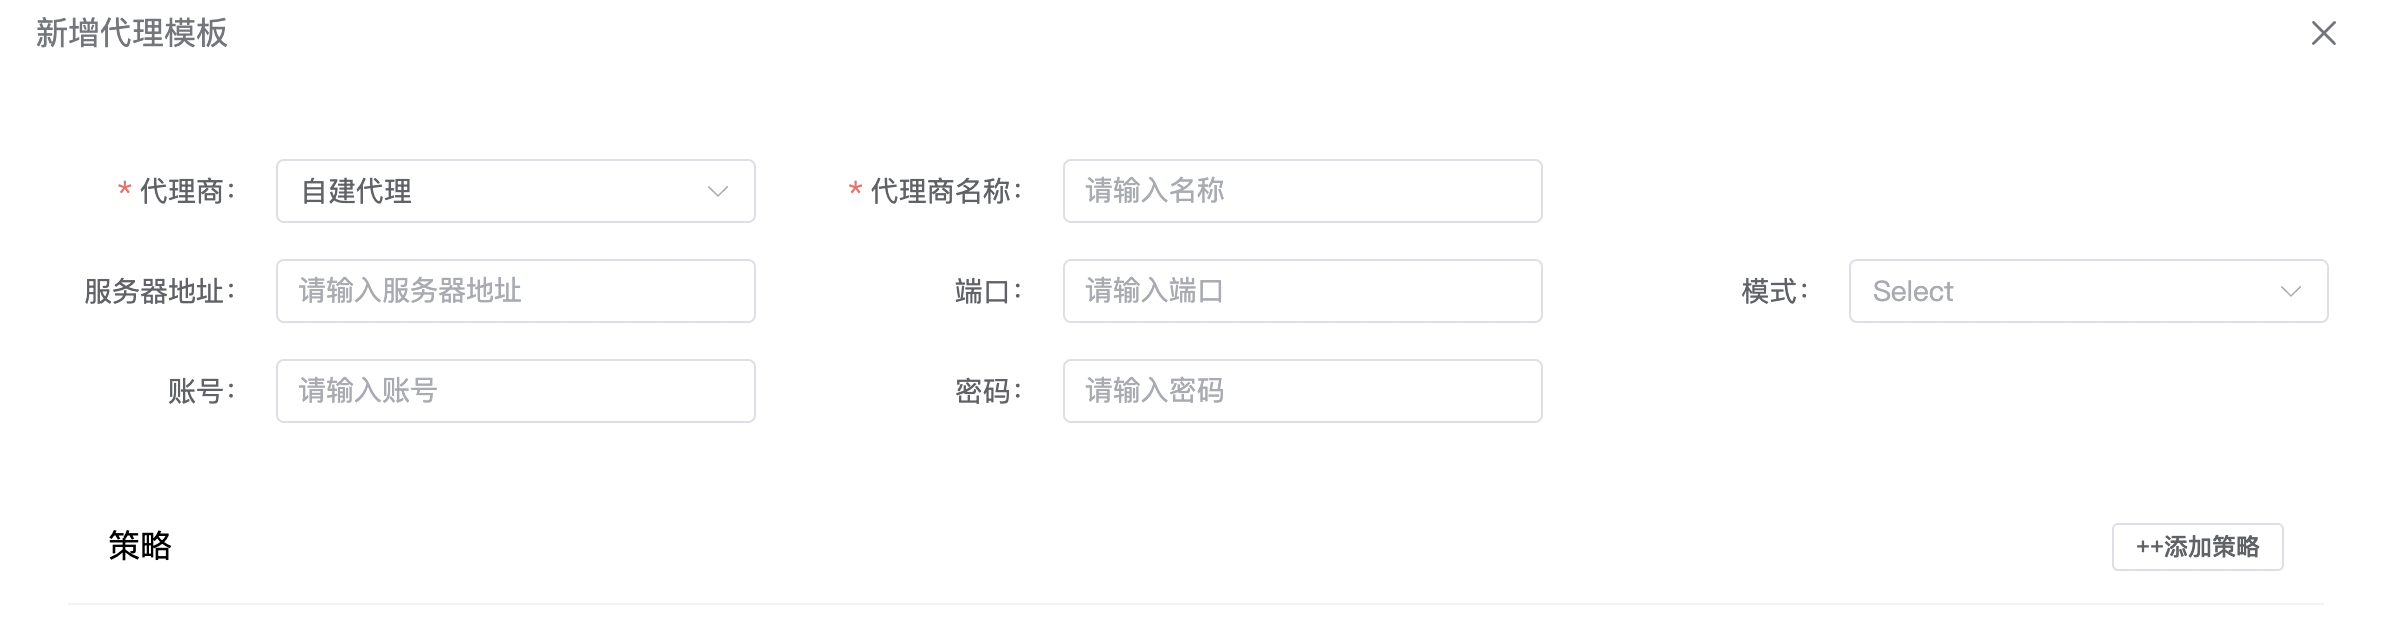 新增代理模板
* 代理商: 自建代理 * 代理商名称: 请输入名称
服务器地址: 请输入服务器地址 端口: 请输入端口 模式: Select
账号: 请输入账号 密码: 请输入密码
策略 ++添加策略